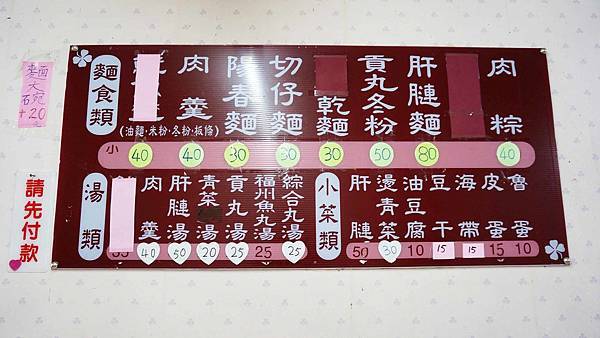 麵
大
碗
+20
請先付款
麵食類
肉羹
陽春麵
切仔麵
乾麵
貢丸冬粉
肝腱麵
肉粽
(油麵·米粉·冬粉·板條)
小 40 40 30 30 30 50 80 40
湯類
肉羹
肝腱湯
青菜湯
貢丸湯
福州魚丸湯
綜合丸湯
40 50 20 25 25 25
小菜類
肝腱
燙青菜
油豆腐
豆干
海帶
皮蛋
魯蛋
50 30 10 15 15 15 10